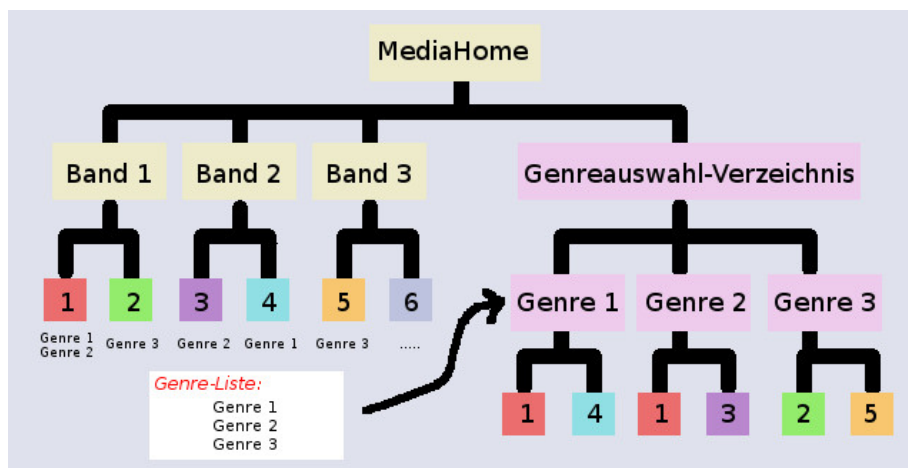 MediaHome
Band 1
Band 2
Band 3
Genreauswahl-Verzeichnis
1
2
3
4
5
6
Genre 1
Genre 2
Genre 3
Genre 2
Genre 1
Genre 3
.....
Genre 1
Genre 2
Genre 3
1
4
1
3
2
5
Genre-Liste:
Genre 1
Genre 2
Genre 3